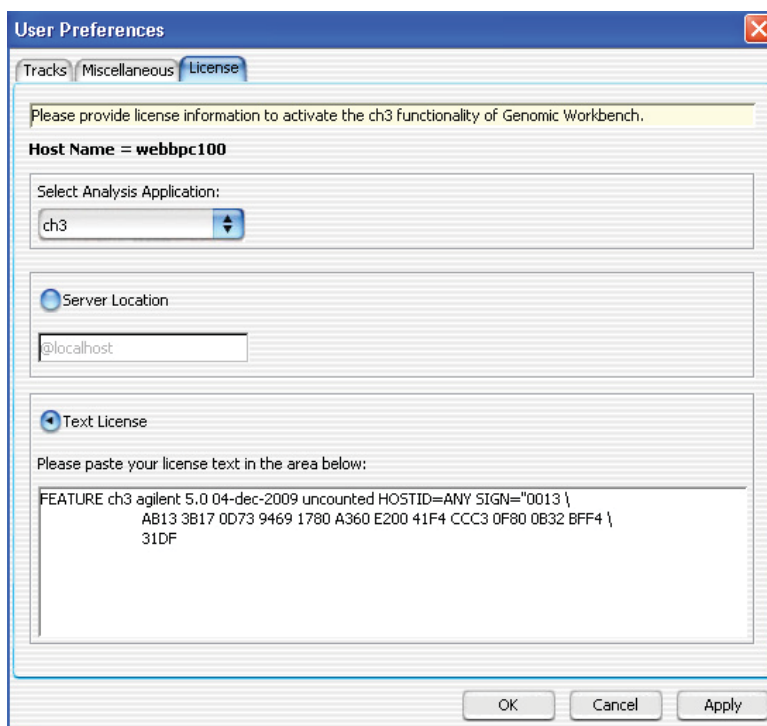 User Preferences
Tracks Miscellaneous License
Please provide license information to activate the ch3 functionality of Genomic Workbench.
Host Name = webbpc100
Select Analysis Application:
ch3
Server Location
@localhost
Text License
Please paste your license text in the area below:
FEATURE ch3 agilent 5.0 04-dec-2009 uncounted HOSTID=ANY SIGN="0013 \
AB13 3B17 0D73 9469 1780 A360 E200 41F4 CCC3 0F80 0B32 BFF4 \
31DF
OK Cancel Apply